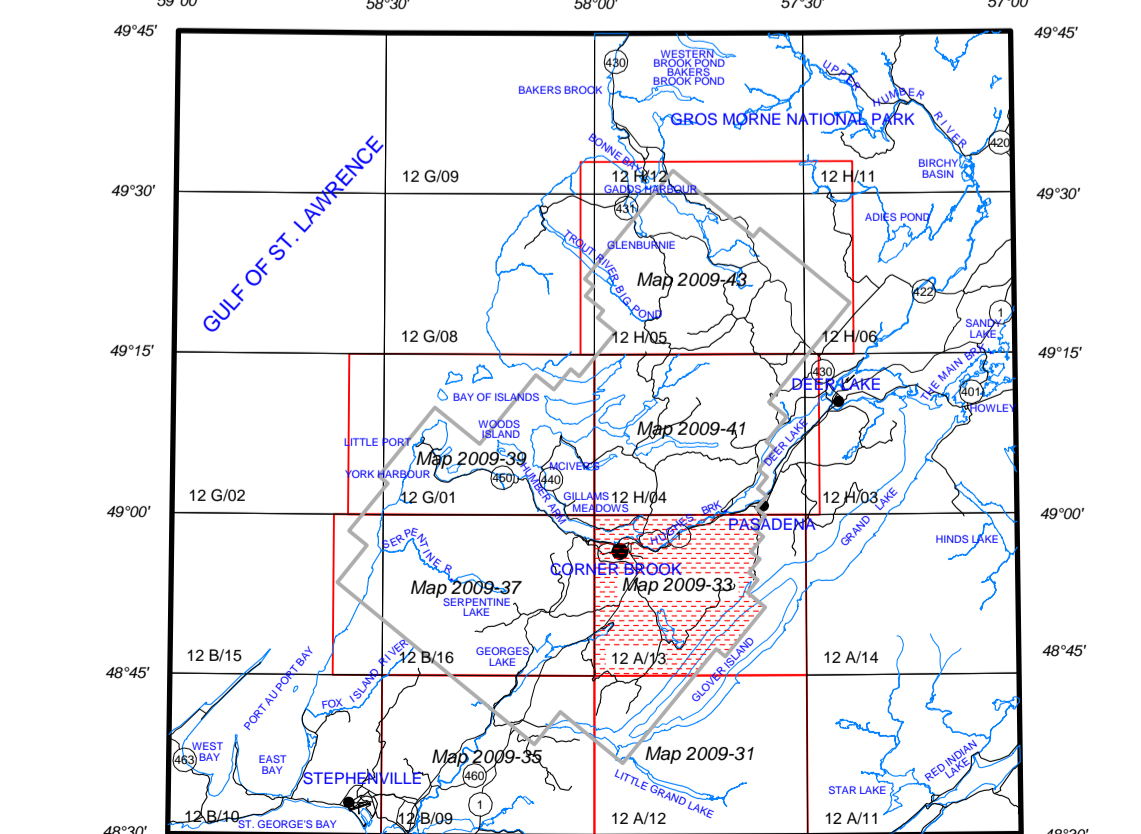 59°00'
58°30'
58°00'
57°30'
57°00'
49°45'
49°45'
430
WESTERN
BROOK POND
BAKERS
BROOK POND
BAKERS BROOK
UPPER HUMBER RIVER
GROS MORNE NATIONAL PARK
420
GULF OF ST. LAWRENCE
BONNE BAY
BIRCHY
BASIN
12 G/09
12 H/12
12 H/11
49°30'
GADDS HARBOUR
49°30'
431
ADIES POND
TROUT RIVER BIG POND
GLENBURNIE
Map 2009-43
422
1
SANDY
LAKE
12 G/08
12 H/05
12 H/06
49°15'
49°15'
THE MAIN BRK
430
DEER LAKE
401
BAY OF ISLANDS
HOWLEY
WOODS
ISLAND
Map 2009-41
LITTLE PORT
DEER LAKE
Map 2009-39
MCIVER'S
YORK HARBOUR
450
440
HUMBER ARM
12 G/02
12 G/01
GILLAMS
MEADOWS
12 H/04
12 H/03
49°00'
49°00'
HUGHES BRK
PASADENA
GRAND LAKE
1
SERPENTINE R
HINDS LAKE
CORNER BROOK
Map 2009-37
Map 2009-33
SERPENTINE
LAKE
12 B/15
12 B/16
GEORGES
LAKE
12 A/13
12 A/14
48°45'
48°45'
PORT AU PORT BAY
FOX ISLAND RIVER
GLOVER ISLAND
WEST
BAY
463
EAST
BAY
Map 2009-35
Map 2009-31
STEPHENVILLE
460
LITTLE GRAND LAKE
RED INDIAN
LAKE
STAR LAKE
1
12 B/10
ST. GEORGE'S BAY
12 B/09
12 A/12
12 A/11
48°30'
48°30'